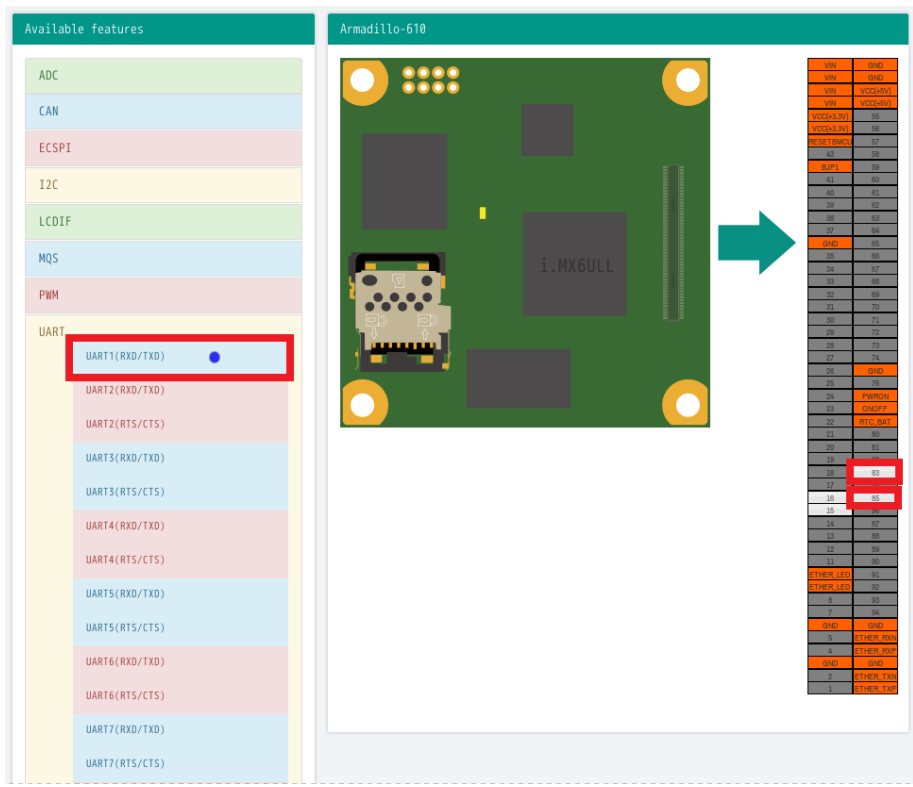 Available features
ADC
CAN
ECSPI
I2C
LCDIF
MQS
PWM
UART
UART1(RXD/TXD)
UART2(RXD/TXD)
UART2(RTS/CTS)
UART3(RXD/TXD)
UART3(RTS/CTS)
UART4(RXD/TXD)
UART4(RTS/CTS)
UART5(RXD/TXD)
UART5(RTS/CTS)
UART6(RXD/TXD)
UART6(RTS/CTS)
UART7(RXD/TXD)
UART7(RTS/CTS)
Armadillo-610
i.MX6ULL
VIN GND
VIN GND
VIN VCC(+5V)
VIN VCC(+5V)
VCC(+3.3V) 55
VCC(+3.3V) 56
RESETBMCU 57
43 58
SUP1 59
41 60
40 61
39 62
38 63
37 64
GND 65
35 66
34 67
33 68
32 69
31 70
30 71
29 72
28 73
27 74
26 GND
25 76
24 PWRON
23 ONOFF
22 RTC_BAT
21 80
20 81
19
18 83
17
16 85
15
14 87
13 88
12 89
11 90
ETHER_LED 91
ETHER_LED 92
8 93
7 94
GND GND
5 ETHER_RXN
4 ETHER_RXP
GND GND
2 ETHER_TXN
1 ETHER_TXP